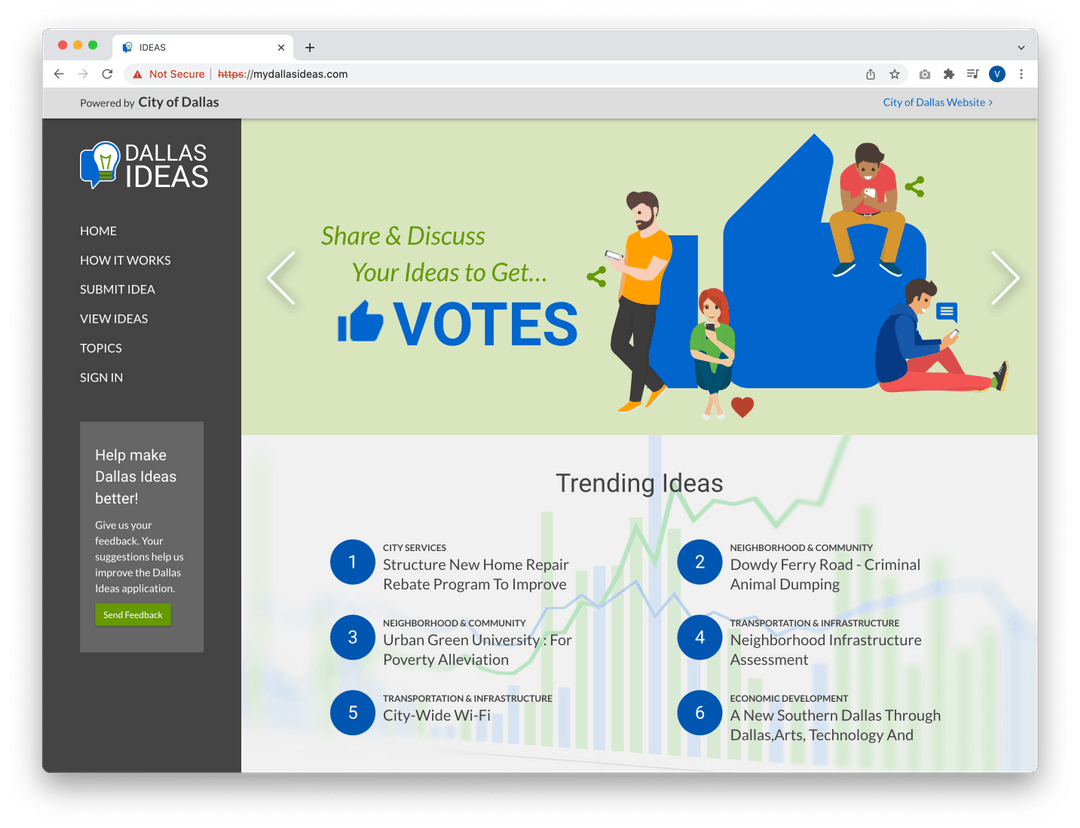 IDEAS
Not Secure | https://mydallasideas.com
V
Powered by City of Dallas
City of Dallas Website >
DALLAS
IDEAS
HOME
HOW IT WORKS
SUBMIT IDEA
VIEW IDEAS
TOPICS
SIGN IN
Help make
Dallas Ideas
better!
Give us your
feedback. Your
suggestions help us
improve the Dallas
Ideas application.
Send Feedback
Share & Discuss
Your Ideas to Get...
VOTES
Trending Ideas
1
CITY SERVICES
Structure New Home Repair
Rebate Program To Improve
2
NEIGHBORHOOD & COMMUNITY
Dowdy Ferry Road - Criminal
Animal Dumping
3
NEIGHBORHOOD & COMMUNITY
Urban Green University : For
Poverty Alleviation
4
TRANSPORTATION & INFRASTRUCTURE
Neighborhood Infrastructure
Assessment
5
TRANSPORTATION & INFRASTRUCTURE
City-Wide Wi-Fi
6
ECONOMIC DEVELOPMENT
A New Southern Dallas Through
Dallas,Arts, Technology And